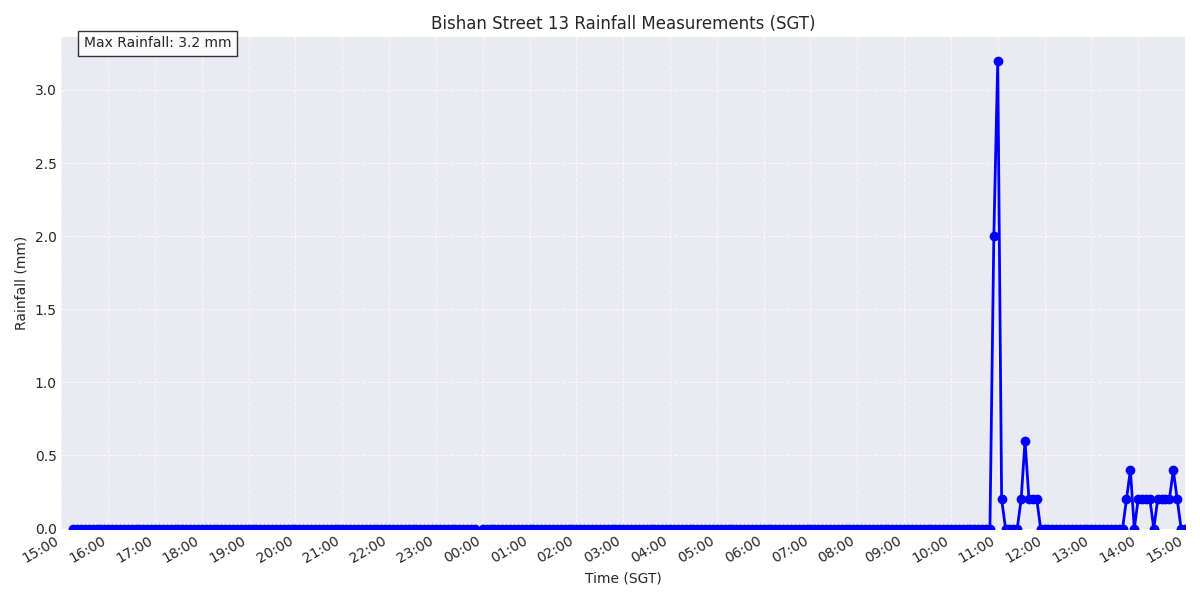 Bishan Street 13 Rainfall Measurements (SGT)
Max Rainfall: 3.2 mm
3.0
2.5
2.0
1.5
1.0
0.5
0.0
Rainfall (mm)
15:00 16:00 17:00 18:00 19:00 20:00 21:00 22:00 23:00 00:00 01:00 02:00 03:00 04:00 05:00 06:00 07:00 08:00 09:00 10:00 11:00 12:00 13:00 14:00 15:00
Time (SGT)